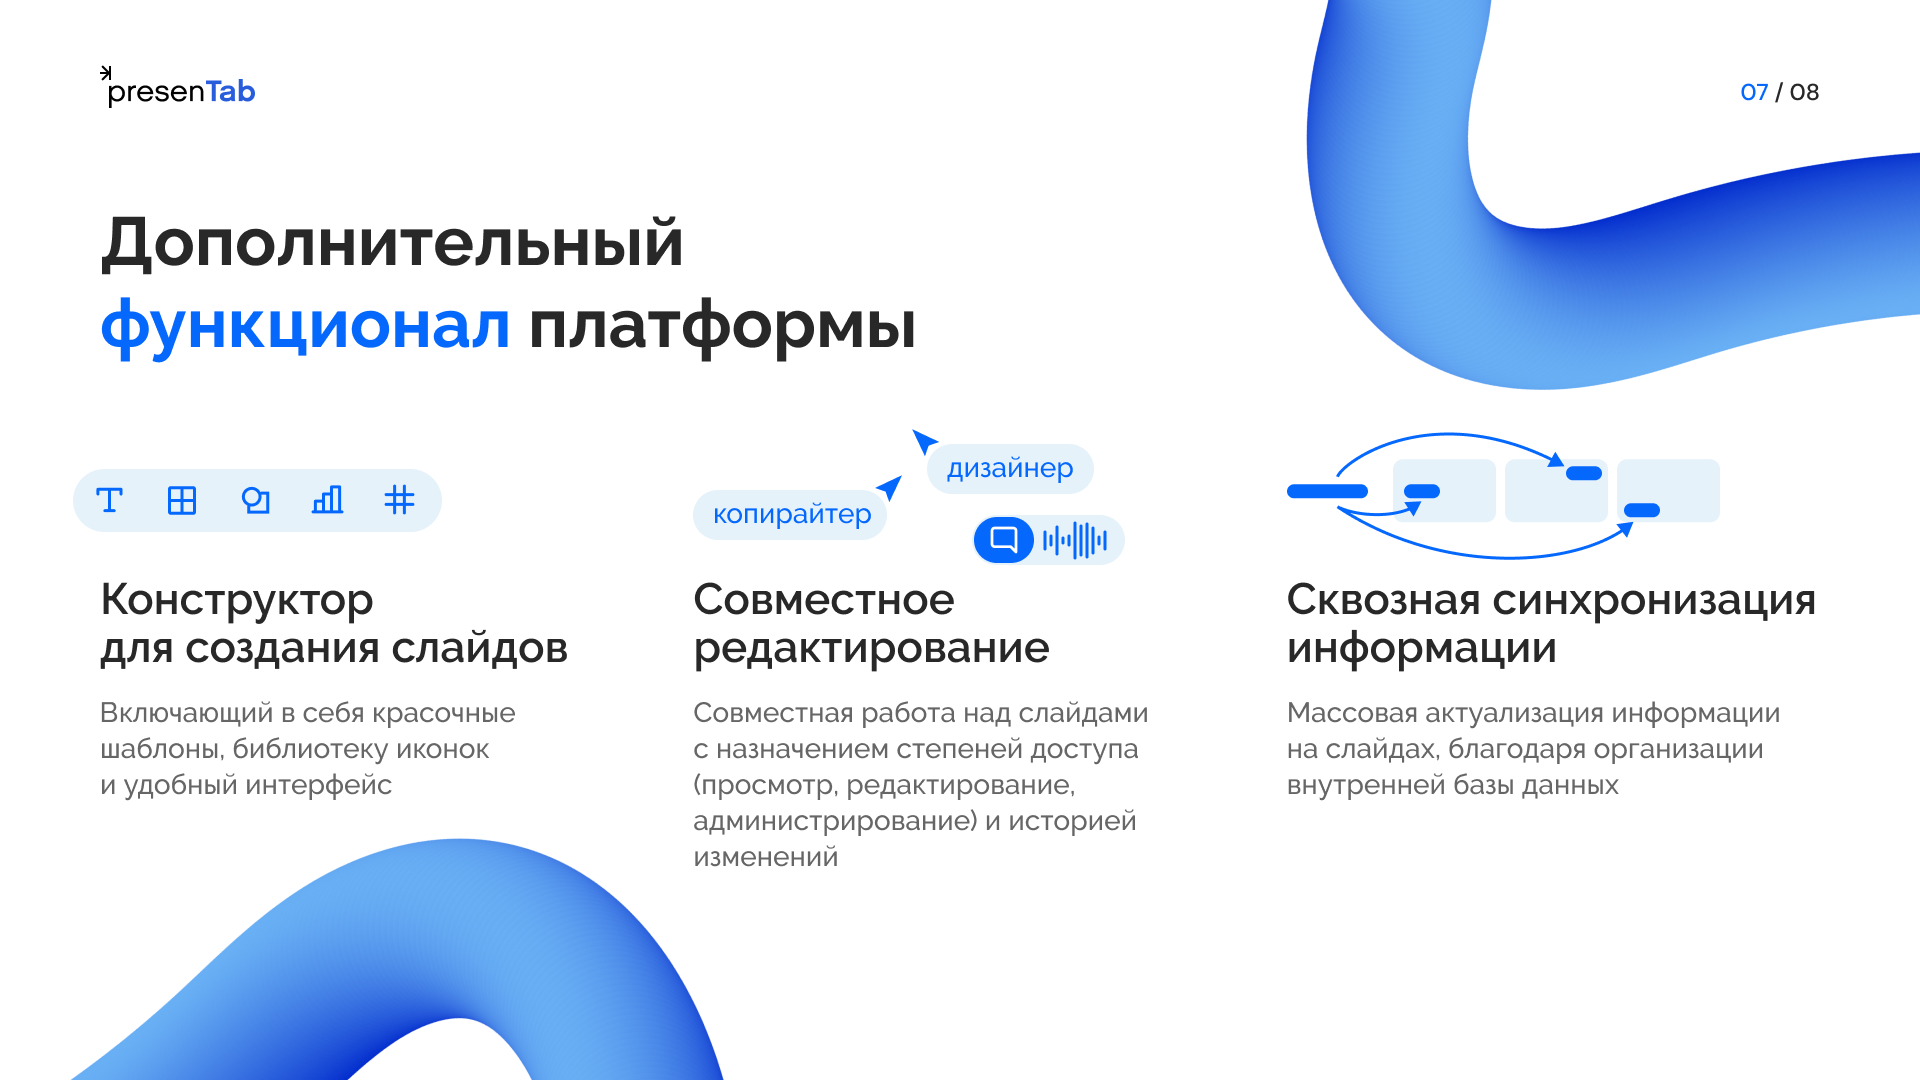 presenTab
07 / 08
Дополнительный
функционал платформы
дизайнер
копирайтер
Конструктор
для создания слайдов
Включающий в себя красочные
шаблоны, библиотеку иконок
и удобный интерфейс
Совместное
редактирование
Совместная работа над слайдами
с назначением степеней доступа
(просмотр, редактирование,
администрирование) и историей
изменений
Сквозная синхронизация
информации
Массовая актуализация информации
на слайдах, благодаря организации
внутренней базы данных